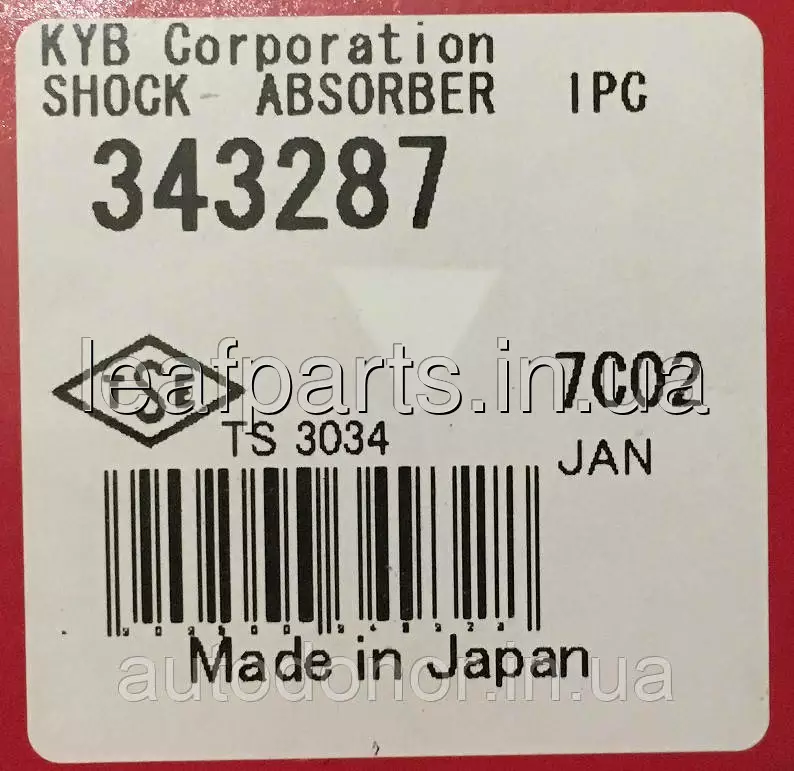 KYB Corporation
SHOCK ABSORBER 1PC
343287
TSE
leafparts.in.ua
7C02
TS 3034
JAN
Made in Japan
autodonor.in.ua